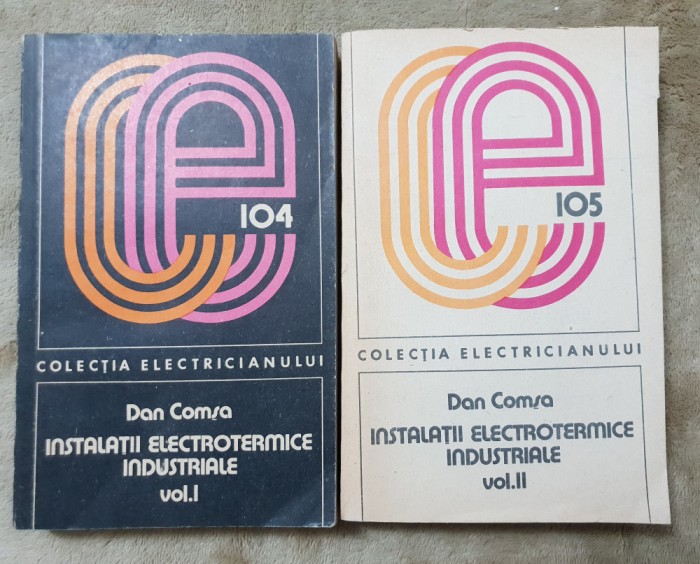 104
COLECȚIA ELECTRICIANULUI
Dan Comșa
INSTALAȚII ELECTROTERMICE
INDUSTRIALE
vol.I
105
COLECȚIA ELECTRICIANULUI
Dan Comșa
INSTALAȚII ELECTROTERMICE
INDUSTRIALE
vol.II